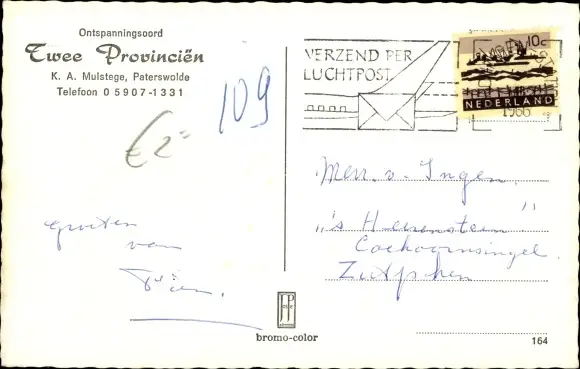 Ontspanningsoord
Twee Provinciën
K. A. Mulstege, Paterswolde
Telefoon 0 5907-1331
€ 2=
109
VERZEND PER
LUCHTPOST
10c
NEDERLAND
1966
Mevr. v. Ingen.
"'s Heerenstein"
Coehoornsingel.
Zutphen
groeten
van
bromo-color
164